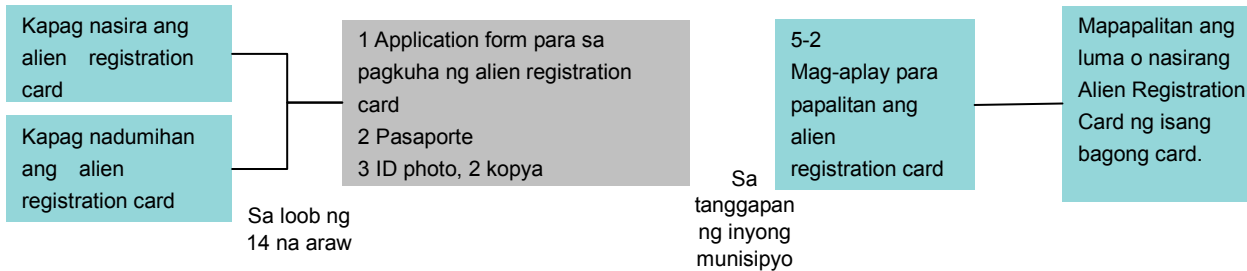 Kapag nasira ang
alien registration
card
Kapag nadumihan
ang alien
registration card
Sa loob ng
14 na araw
1 Application form para sa
pagkuha ng alien registration
card
2 Pasaporte
3 ID photo, 2 kopya
Sa
tanggapan
ng inyong
munisipyo
5-2
Mag-aplay para
papalitan ang
alien
registration card
Mapapalitan ang
luma o nasirang
Alien Registration
Card ng isang
bagong card.